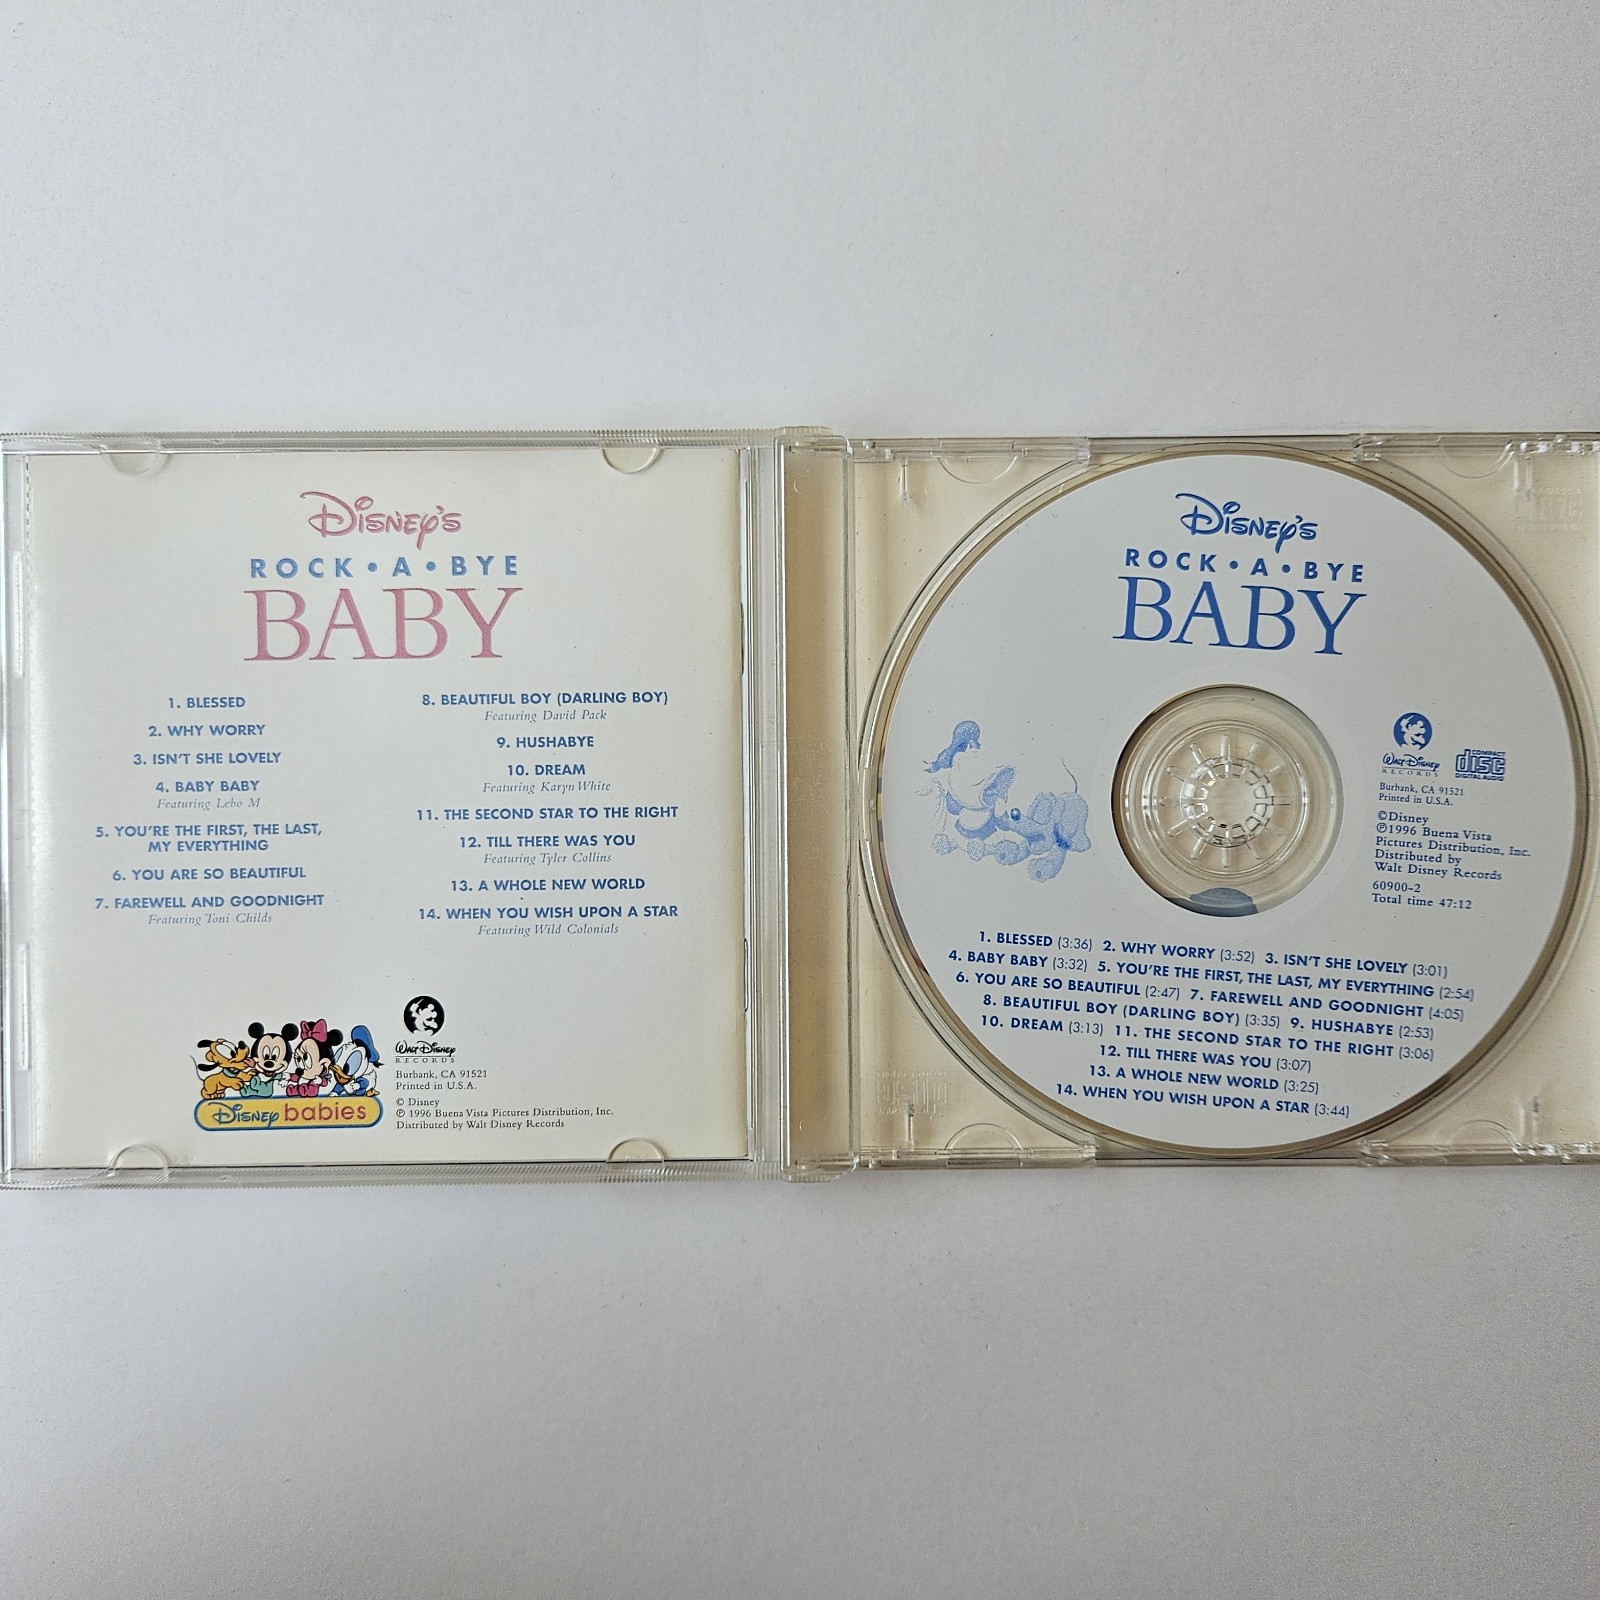 Disney's
ROCK • A • BYE
BABY
1. BLESSED
2. WHY WORRY
3. ISN'T SHE LOVELY
4. BABY BABY
Featuring Lebo M
5. YOU'RE THE FIRST, THE LAST,
MY EVERYTHING
6. YOU ARE SO BEAUTIFUL
7. FAREWELL AND GOODNIGHT
Featuring Toni Childs
8. BEAUTIFUL BOY (DARLING BOY)
Featuring David Pack
9. HUSHABYE
10. DREAM
Featuring Karyn White
11. THE SECOND STAR TO THE RIGHT
12. TILL THERE WAS YOU
Featuring Tyler Collins
13. A WHOLE NEW WORLD
14. WHEN YOU WISH UPON A STAR
Featuring Wild Colonials
Disney babies
Walt Disney
RECORDS
Burbank, CA 91521
Printed in U.S.A.
© Disney
℗ 1996 Buena Vista Pictures Distribution, Inc.
Distributed by Walt Disney Records
Disney's
ROCK • A • BYE
BABY
Walt Disney
RECORDS
COMPACT
disc
DIGITAL AUDIO
Burbank, CA 91521
Printed in U.S.A.
©Disney
℗1996 Buena Vista
Pictures Distribution, Inc.
Distributed by
Walt Disney Records
60900-2
Total time 47:12
1. BLESSED (3:36) 2. WHY WORRY (3:52) 3. ISN'T SHE LOVELY (3:01)
4. BABY BABY (3:32) 5. YOU'RE THE FIRST, THE LAST, MY EVERYTHING (2:54)
6. YOU ARE SO BEAUTIFUL (2:47) 7. FAREWELL AND GOODNIGHT (4:05)
8. BEAUTIFUL BOY (DARLING BOY) (3:35) 9. HUSHABYE (2:53)
10. DREAM (3:13) 11. THE SECOND STAR TO THE RIGHT (3:06)
12. TILL THERE WAS YOU (3:07)
13. A WHOLE NEW WORLD (3:25)
14. WHEN YOU WISH UPON A STAR (3:44)